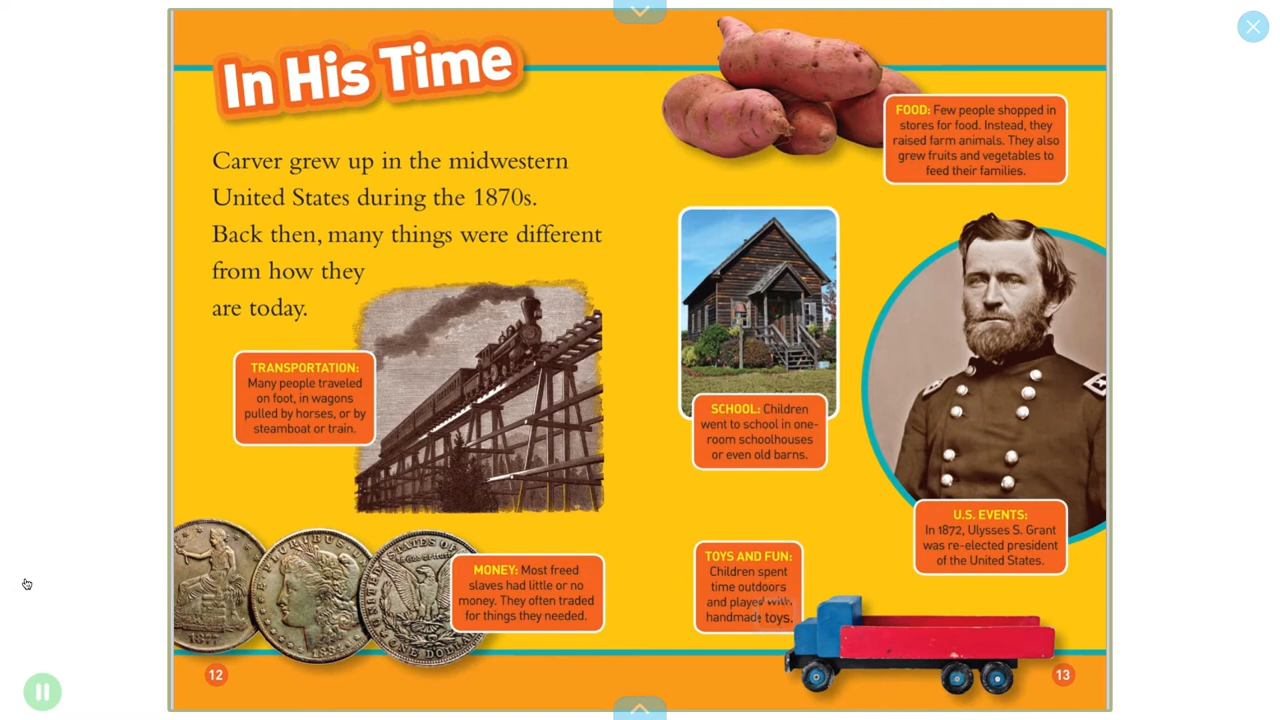 In His Time
Carver grew up in the midwestern
United States during the 1870s.
Back then, many things were different
from how they
are today.
TRANSPORTATION:
Many people traveled
on foot, in wagons
pulled by horses, or by
steamboat or train.
MONEY: Most freed
slaves had little or no
money. They often traded
for things they needed.
E PLURIBUS
ONE DOLLAR
12
FOOD: Few people shopped in
stores for food. Instead, they
raised farm animals. They also
grew fruits and vegetables to
feed their families.
SCHOOL: Children
went to school in one-
room schoolhouses
or even old barns.
U.S. EVENTS:
In 1872, Ulysses S. Grant
was re-elected president
of the United States.
TOYS AND FUN:
Children spent
time outdoors
and played with
handmade toys.
13